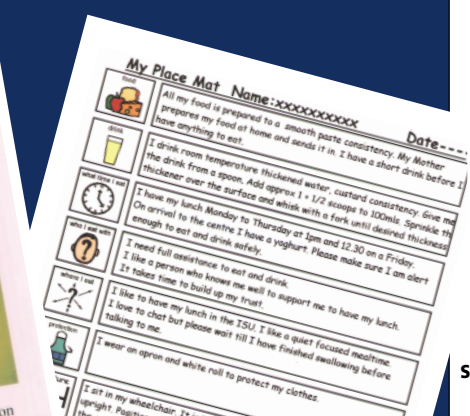 My Place Mat Name:xxxxxxxxxx Date----
food
All my food is prepared to a smooth paste consistency. My Mother
prepares my food at home and sends it in. I have a short drink before I
have anything to eat.
drink
I drink room temperature thickened water, custard consistency. Give me
the drink from a spoon. Add approx 1 + 1/2 scoops to 100mls. Sprinkle th
thickener over the surface and whisk with a fork until desired thickness
what time I eat
I have my lunch Monday to Thursday at 1pm and 12.30 on a Friday.
On arrival to the centre I have a yoghurt. Please make sure I am alert
enough to eat and drink safely.
who I eat with
I need full assistance to eat and drink.
I like a person who knows me well to support me to have my lunch.
It takes time to build up my trust.
where I eat
I like to have my lunch in the ISU. I like a quiet focused mealtime.
I love to chat but please wait till I have finished swallowing before
talking to me.
protection
I wear an apron and white roll to protect my clothes.
I sit in my wheelchair. It
upright. Position
on
s